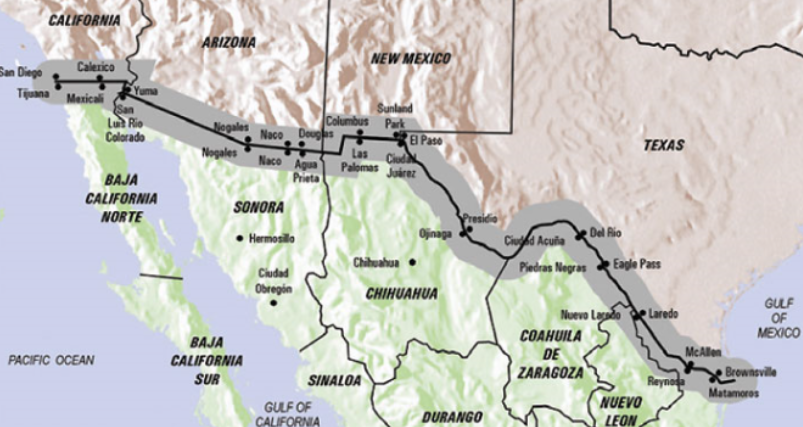 CALIFORNIA
ARIZONA
NEW MEXICO
TEXAS
San Diego
Calexico
Tijuana
Mexicali
Yuma
San
Luis Rio
Colorado
Nogales
Nogales
Naco
Naco
Douglas
Agua
Prieta
Columbus
Las
Palomas
Sunland
Park
El Paso
Ciudad
Juárez
BAJA
CALIFORNIA
NORTE
SONORA
Hermosillo
Ciudad
Obregón
Chihuahua
CHIHUAHUA
Presidio
Ojinaga
Ciudad Acuña
Del Rio
Piedras Negras
Eagle Pass
Nuevo Laredo
Laredo
McAllen
Reynosa
Brownsville
Matamoros
GULF
OF
MEXICO
COAHUILA
DE
ZARAGOZA
NUEVO
LEON
BAJA
CALIFORNIA
SUR
PACIFIC OCEAN
SINALOA
GULF OF
CALIFORNIA
DURANGO